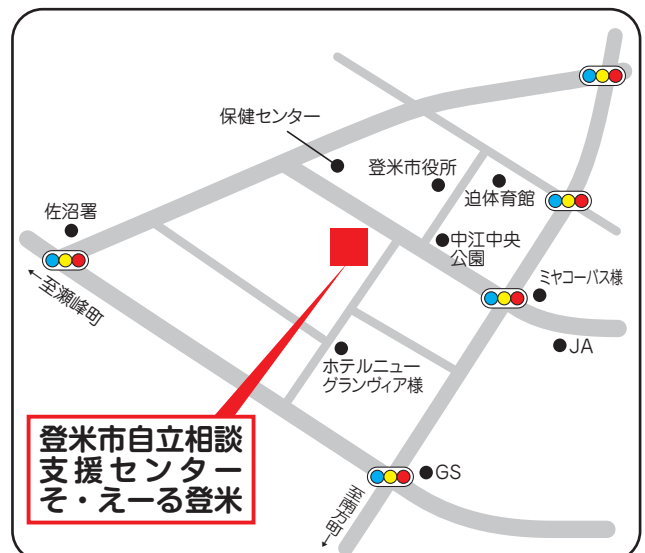 保健センター
登米市役所
迫体育館
佐沼署
中江中央
公園
ミヤコーバス様
←至瀬峰町
JA
ホテルニュー
グランヴィア様
登米市自立相談
支援センター
そ・えーる登米
GS
至南方町→